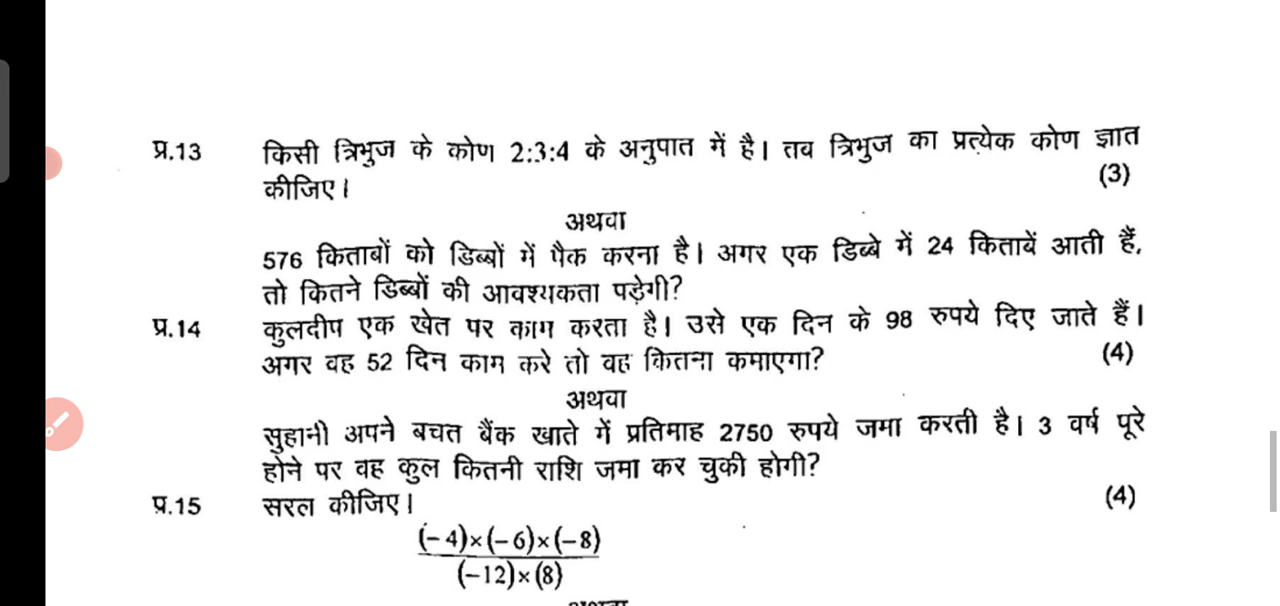 प्र.13 किसी त्रिभुज के कोण 2:3:4 के अनुपात में है। तब त्रिभुज का प्रत्येक कोण ज्ञात
कीजिए। (3)
अथवा
576 किताबों को डिब्बों में पैक करना है। अगर एक डिब्बे में 24 किताबें आती हैं,
तो कितने डिब्बों की आवश्यकता पड़ेगी?
प्र.14 कुलदीप एक खेत पर काम करता है। उसे एक दिन के 98 रुपये दिए जाते हैं।
अगर वह 52 दिन काम करे तो वह कितना कमाएगा? (4)
अथवा
सुहानी अपने बचत बैंक खाते में प्रतिमाह 2750 रुपये जमा करती है। 3 वर्ष पूरे
होने पर वह कुल कितनी राशि जमा कर चुकी होगी?
प्र.15 सरल कीजिए। (4)
(-4)×(-6)×(-8)
(-12)×(8)